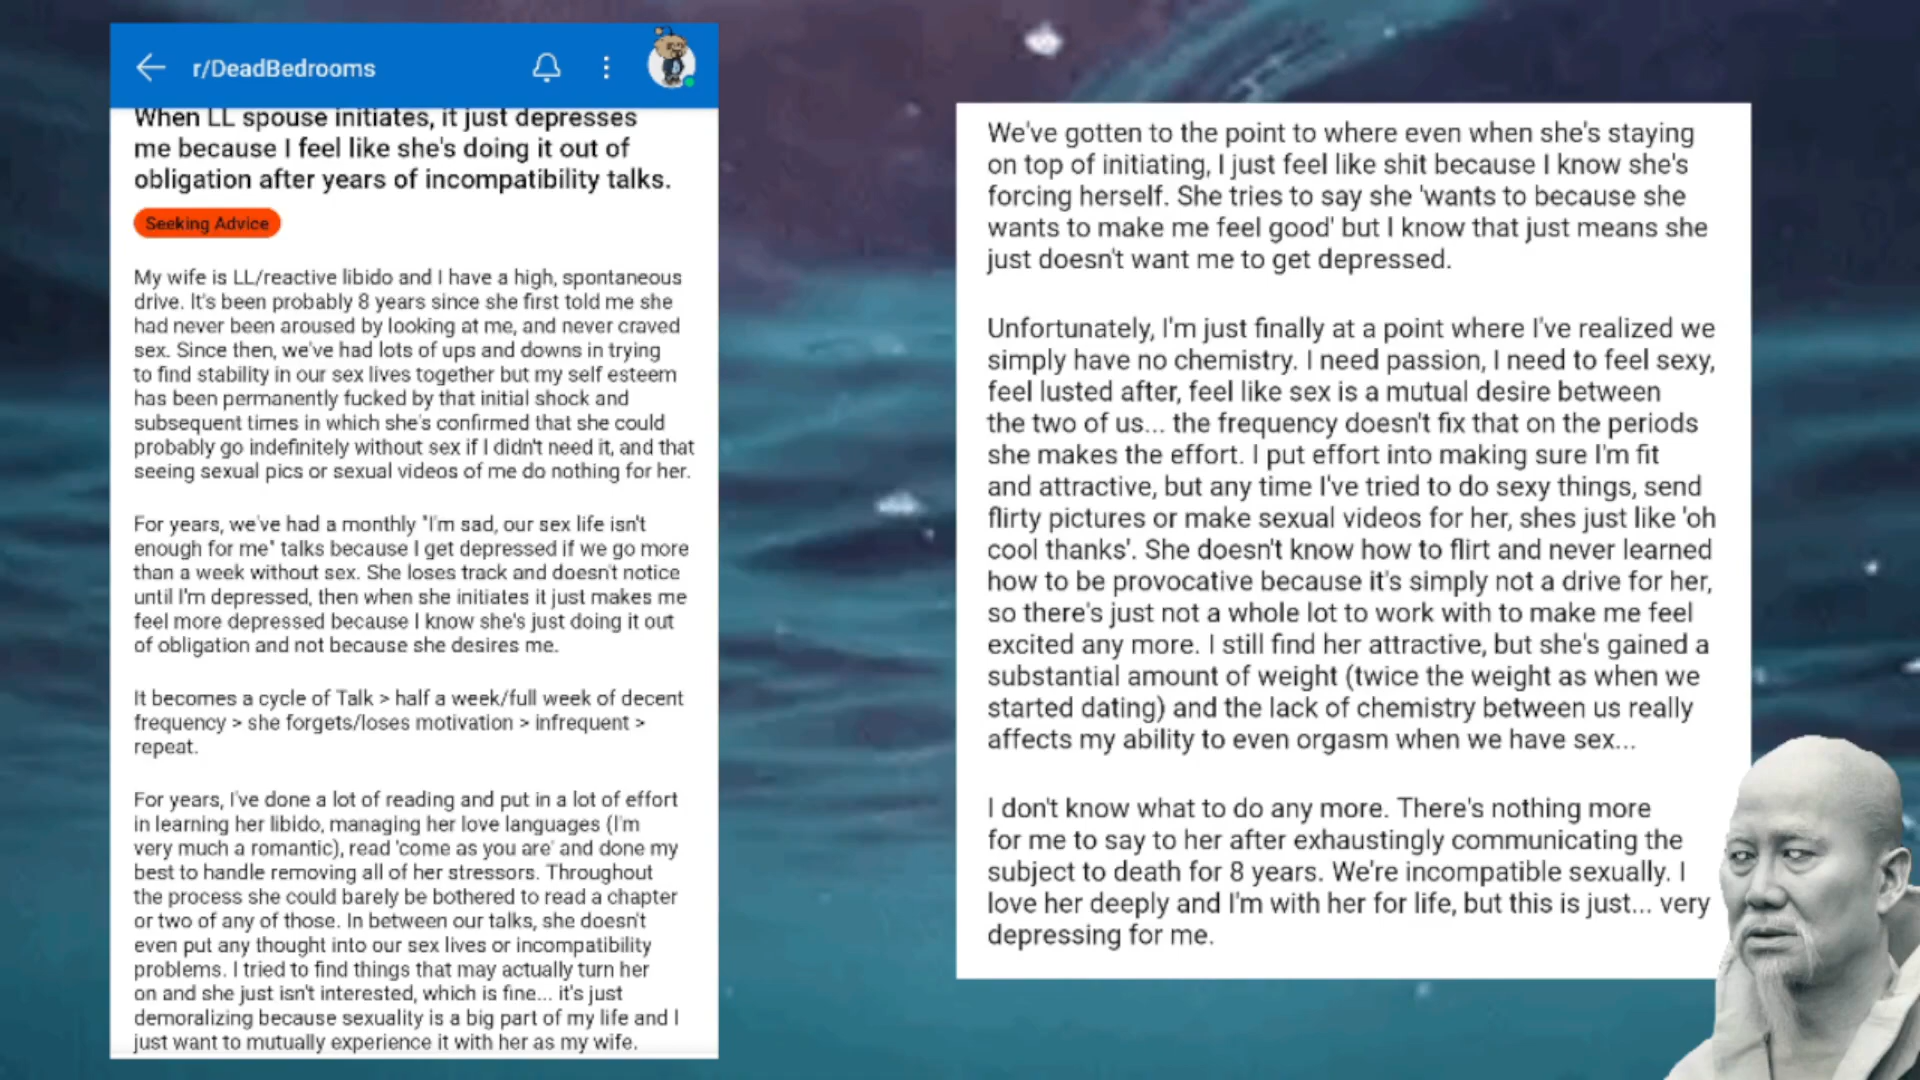 r/DeadBedrooms
When LL spouse initiates, it just depresses
me because I feel like she's doing it out of
obligation after years of incompatibility talks.
Seeking Advice
My wife is LL/reactive libido and I have a high, spontaneous
drive. It's been probably 8 years since she first told me she
had never been aroused by looking at me, and never craved
sex. Since then, we've had lots of ups and downs in trying
to find stability in our sex lives together but my self esteem
has been permanently fucked by that initial shock and
subsequent times in which she's confirmed that she could
probably go indefinitely without sex if I didn't need it, and that
seeing sexual pics or sexual videos of me do nothing for her.
For years, we've had a monthly "I'm sad, our sex life isn't
enough for me" talks because I get depressed if we go more
than a week without sex. She loses track and doesn't notice
until I'm depressed, then when she initiates it just makes me
feel more depressed because I know she's just doing it out
of obligation and not because she desires me.
It becomes a cycle of Talk > half a week/full week of decent
frequency > she forgets/loses motivation > infrequent >
repeat.
For years, I've done a lot of reading and put in a lot of effort
in learning her libido, managing her love languages (I'm
very much a romantic), read 'come as you are' and done my
best to handle removing all of her stressors. Throughout
the process she could barely be bothered to read a chapter
or two of any of those. In between our talks, she doesn't
even put any thought into our sex lives or incompatibility
problems. I tried to find things that may actually turn her
on and she just isn't interested, which is fine... it's just
demoralizing because sexuality is a big part of my life and I
just want to mutually experience it with her as my wife.
We've gotten to the point to where even when she's staying
on top of initiating, I just feel like shit because I know she's
forcing herself. She tries to say she 'wants to because she
wants to make me feel good' but I know that just means she
just doesn't want me to get depressed.
Unfortunately, I'm just finally at a point where I've realized we
simply have no chemistry. I need passion, I need to feel sexy,
feel lusted after, feel like sex is a mutual desire between
the two of us... the frequency doesn't fix that on the periods
she makes the effort. I put effort into making sure I'm fit
and attractive, but any time I've tried to do sexy things, send
flirty pictures or make sexual videos for her, shes just like 'oh
cool thanks'. She doesn't know how to flirt and never learned
how to be provocative because it's simply not a drive for her,
so there's just not a whole lot to work with to make me feel
excited any more. I still find her attractive, but she's gained a
substantial amount of weight (twice the weight as when we
started dating) and the lack of chemistry between us really
affects my ability to even orgasm when we have sex...
I don't know what to do any more. There's nothing more
for me to say to her after exhaustingly communicating the
subject to death for 8 years. We're incompatible sexually. I
love her deeply and I'm with her for life, but this is just... very
depressing for me.